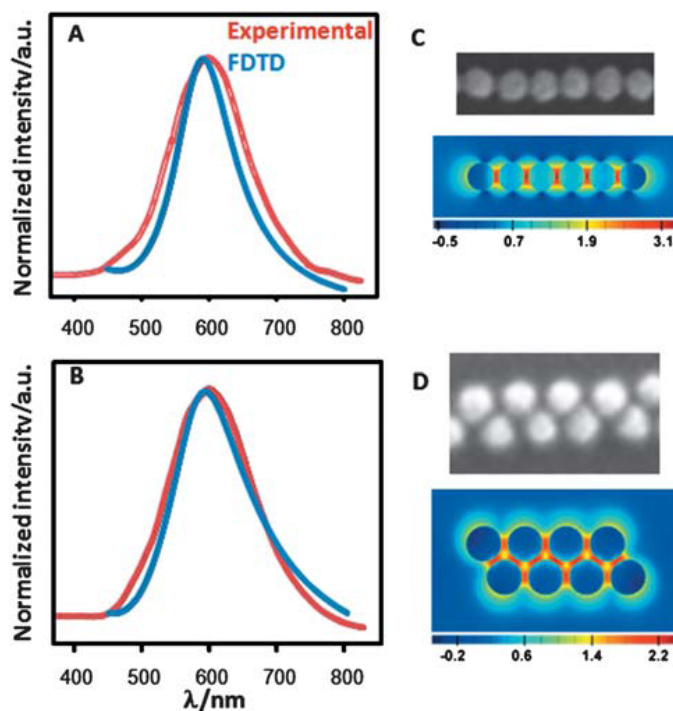 A
Experimental
FDTD
Normalized intensity/a.u.
400 500 600 700 800
C
-0.5 0.7 1.9 3.1
B
Normalized intensity/a.u.
400 500 600 700 800
λ/nm
D
-0.2 0.6 1.4 2.2